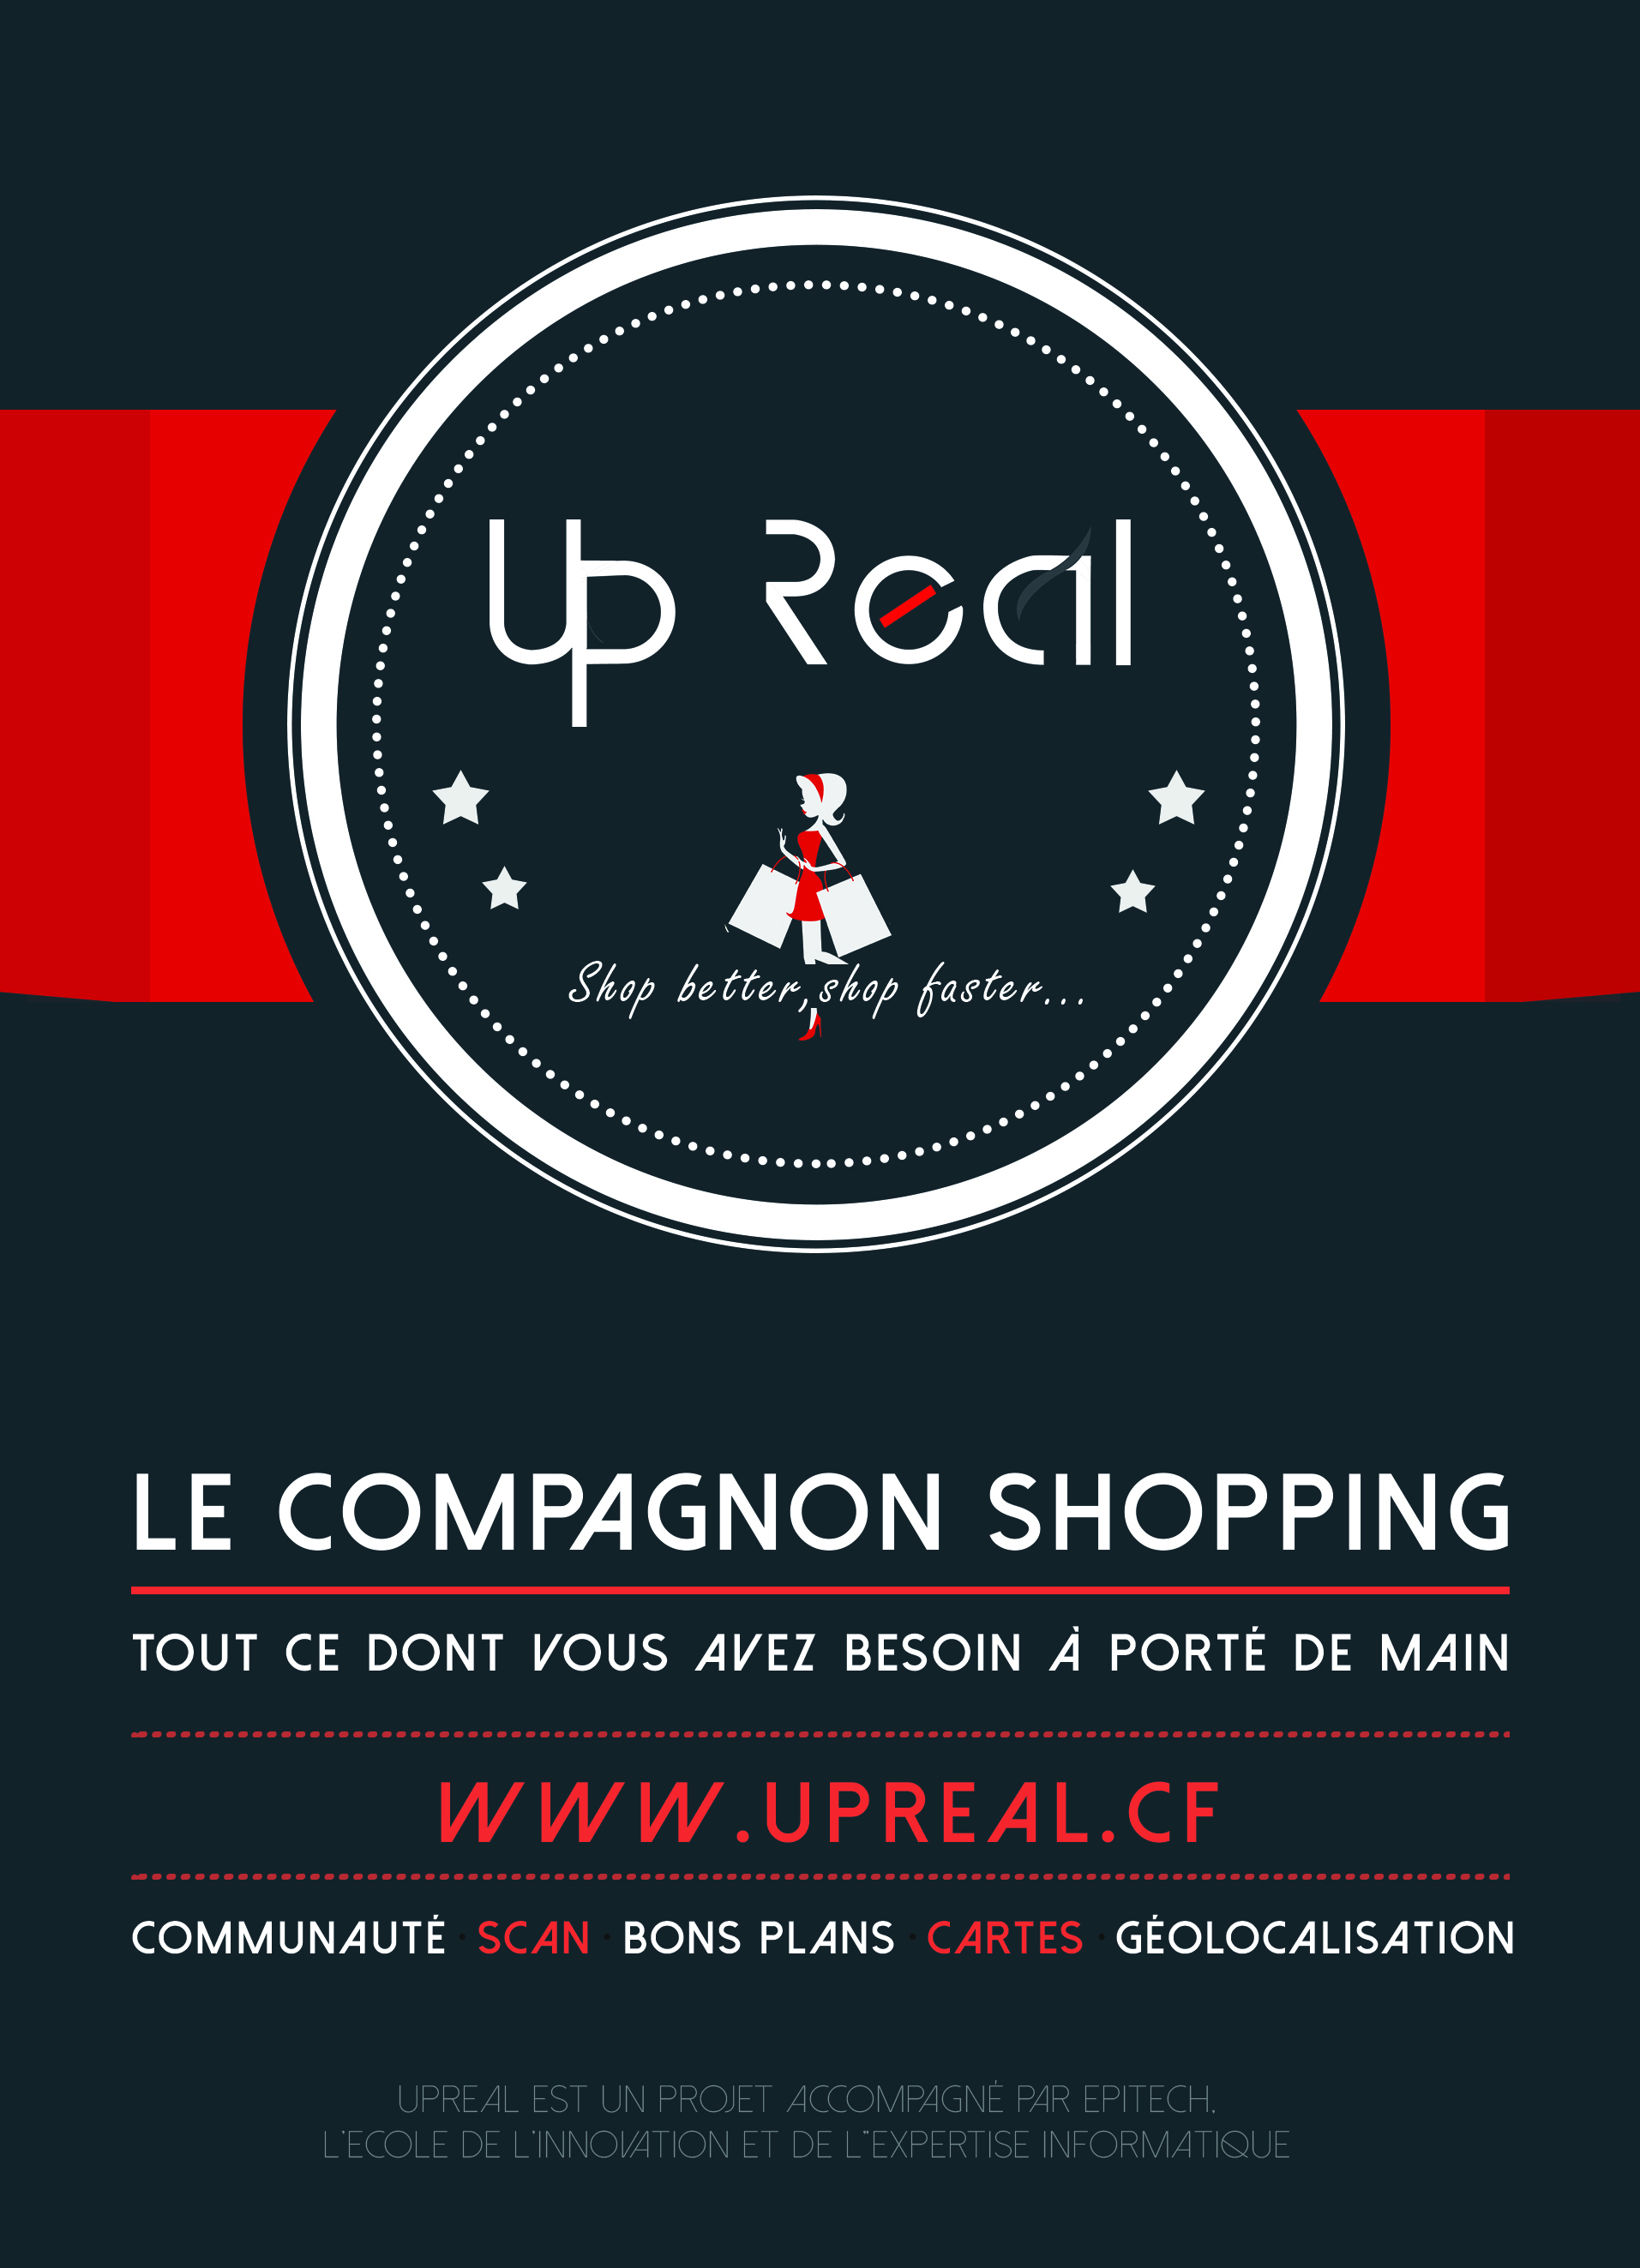 Up Real
Shop better, shop faster...
LE COMPAGNON SHOPPING
TOUT CE DONT VOUS AVEZ BESOIN À PORTÉ DE MAIN
WWW.UPREAL.CF
COMMUNAUTÉ · SCAN · BONS PLANS · CARTES · GÉOLOCALISATION
UPREAL EST UN PROJET ACCOMPAGNÉ PAR EPITECH,
L'ECOLE DE L'INNOVATION ET DE L'EXPERTISE INFORMATIQUE